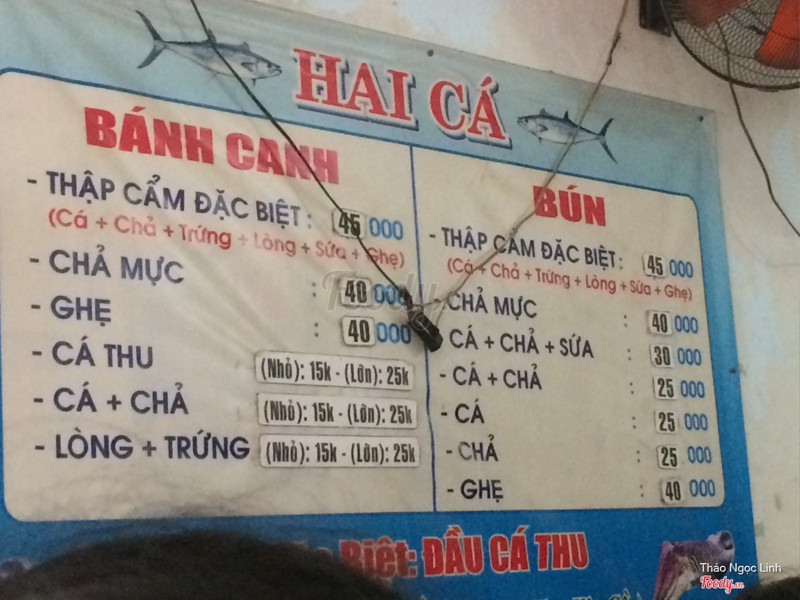 HAI CÁ
BÁNH CANH
- THẬP CẨM ĐẶC BIỆT : 45 000
(Cá + Chả + Trứng + Lòng + Sứa + Ghẹ)
- CHẢ MỰC : 40 000
- GHẸ : 40 000
- CÁ THU (Nhỏ): 15k - (Lớn): 25k
- CÁ + CHẢ (Nhỏ): 15k - (Lớn): 25k
- LÒNG + TRỨNG (Nhỏ): 15k - (Lớn): 25k
BÚN
- THẬP CẨM ĐẶC BIỆT : 45 000
(Cá + Chả + Trứng + Lòng + Sứa + Ghẹ)
CHẢ MỰC : 40 000
CÁ + CHẢ + SỨA : 30 000
- CÁ + CHẢ : 25 000
- CÁ : 25 000
- CHẢ : 25 000
- GHẸ : 40 000
Biệt: ĐẦU CÁ THU
Foody
Thảo Ngọc Linh
Foody.vn